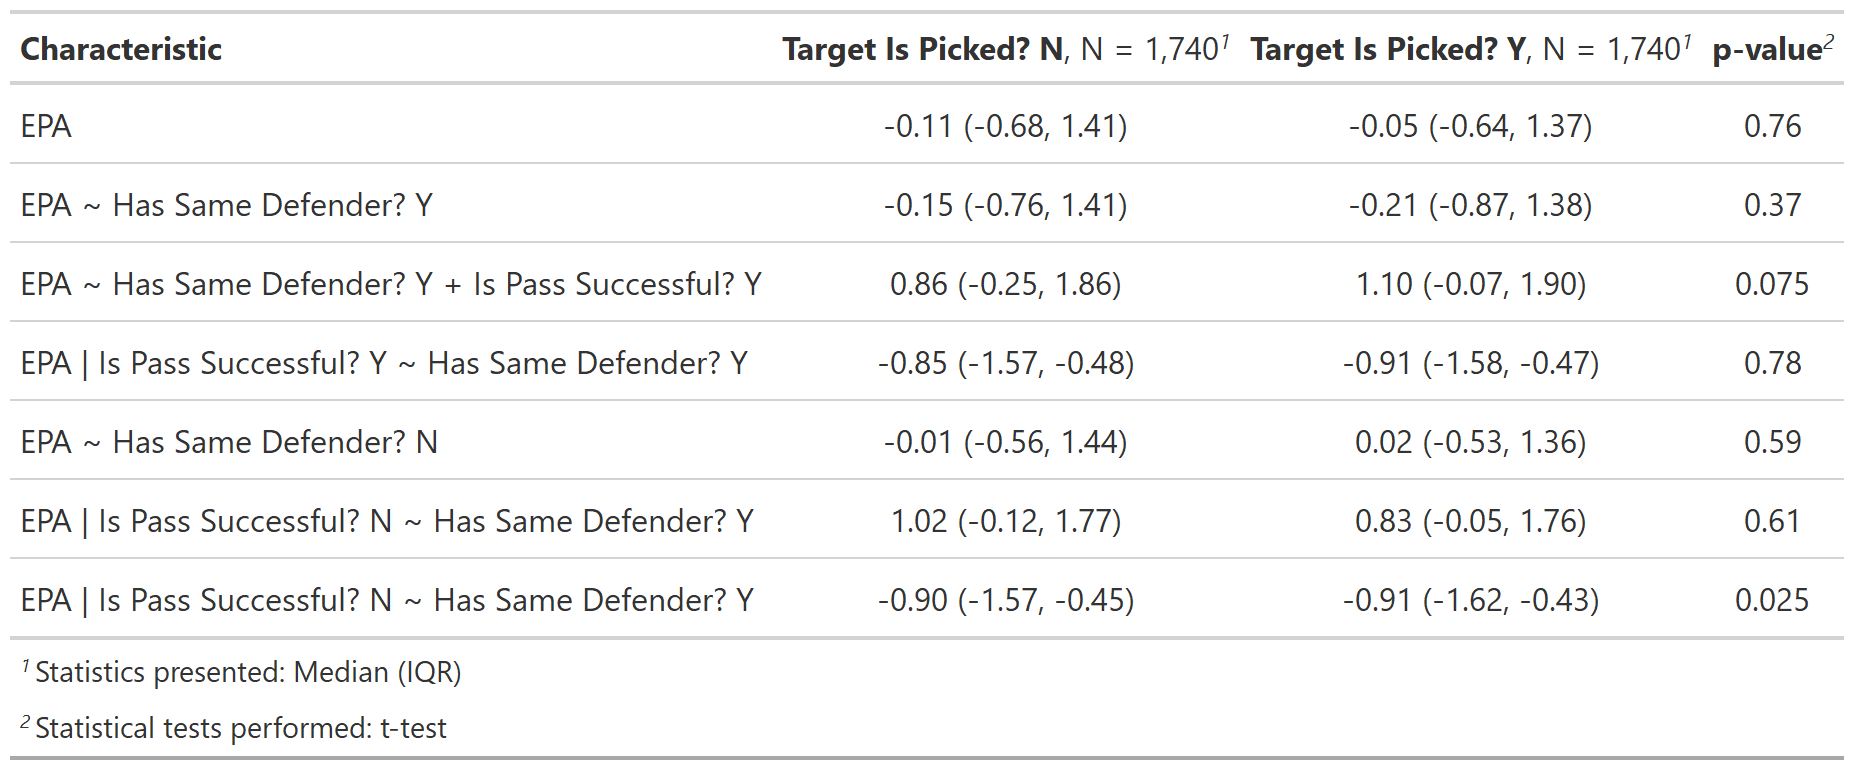 Characteristic Target Is Picked? N, N = 1,740¹ Target Is Picked? Y, N = 1,740¹ p-value²
EPA -0.11 (-0.68, 1.41) -0.05 (-0.64, 1.37) 0.76
EPA ~ Has Same Defender? Y -0.15 (-0.76, 1.41) -0.21 (-0.87, 1.38) 0.37
EPA ~ Has Same Defender? Y + Is Pass Successful? Y 0.86 (-0.25, 1.86) 1.10 (-0.07, 1.90) 0.075
EPA | Is Pass Successful? Y ~ Has Same Defender? Y -0.85 (-1.57, -0.48) -0.91 (-1.58, -0.47) 0.78
EPA ~ Has Same Defender? N -0.01 (-0.56, 1.44) 0.02 (-0.53, 1.36) 0.59
EPA | Is Pass Successful? N ~ Has Same Defender? Y 1.02 (-0.12, 1.77) 0.83 (-0.05, 1.76) 0.61
EPA | Is Pass Successful? N ~ Has Same Defender? Y -0.90 (-1.57, -0.45) -0.91 (-1.62, -0.43) 0.025
¹ Statistics presented: Median (IQR)
² Statistical tests performed: t-test